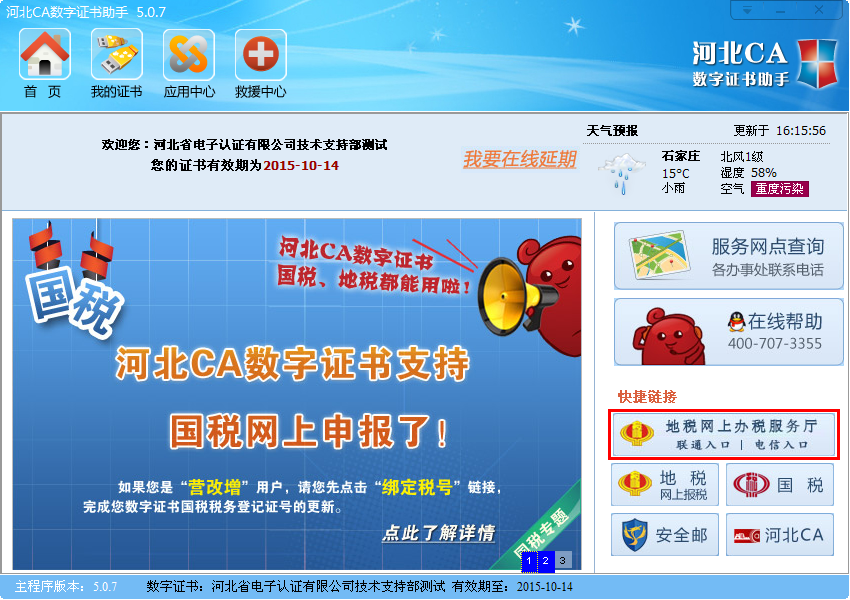 河北CA数字证书助手 5.0.7
首 页 我的证书 应用中心 救援中心
河北CA
数字证书助手
欢迎您：河北省电子认证有限公司技术支持部测试
您的证书有效期为2015-10-14
我要在线延期
天气预报 更新于 16:15:56
石家庄 北风1级
15°C 湿度 58%
小雨 空气 重度污染
国税
河北CA数字证书
国税、地税都能用啦！
河北CA数字证书支持
国税网上申报了！
如果您是“营改增”用户，请您先点击“绑定税号”链接，
完成您数字证书国税税务登记证号的更新。
点此了解详情
国税专题
1 2 3
服务网点查询
各办事处联系电话
在线帮助
400-707-3355
快捷链接
地税网上办税服务厅
联通入口 | 电信入口
地 税
网上报税
国 税
安全邮
河北CA
主程序版本：5.0.7 数字证书：河北省电子认证有限公司技术支持部测试 有效期至：2015-10-14